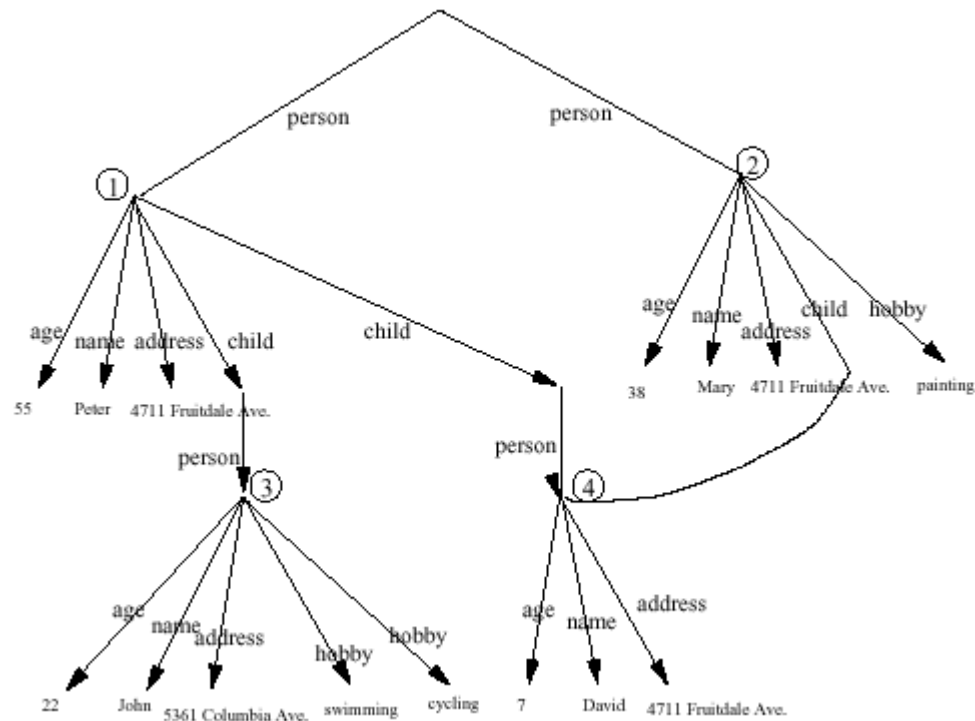 person
person
1
2
age
name
address
child
child
age
name
address
child
hobby
55
Peter
4711 Fruitdale Ave.
38
Mary
4711 Fruitdale Ave.
painting
person
person
3
4
age
name
address
hobby
hobby
age
name
address
22
John
5361 Columbia Ave.
swimming
cycling
7
David
4711 Fruitdale Ave.